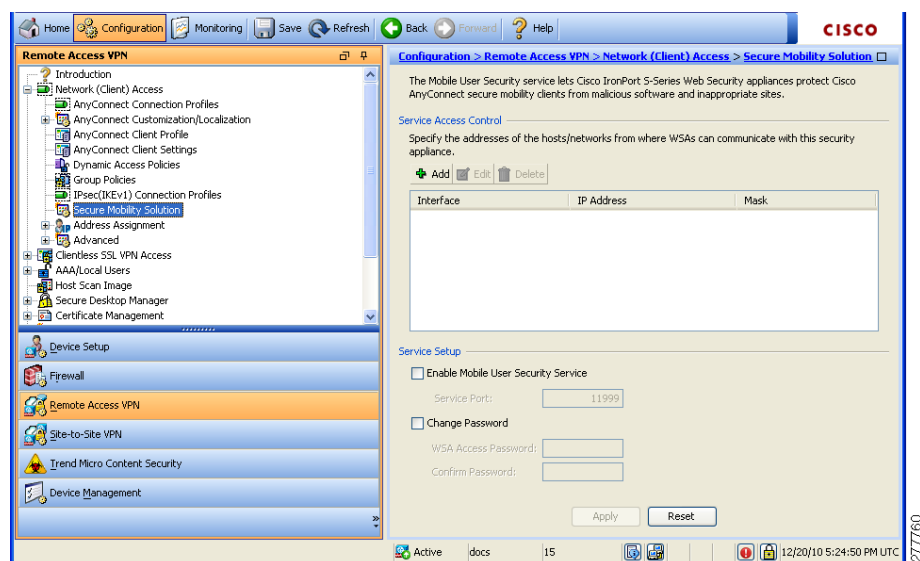 Home Configuration Monitoring Save Refresh Back Forward Help
CISCO
Remote Access VPN
Introduction
Network (Client) Access
AnyConnect Connection Profiles
AnyConnect Customization/Localization
AnyConnect Client Profile
AnyConnect Client Settings
Dynamic Access Policies
Group Policies
IPsec(IKEv1) Connection Profiles
Secure Mobility Solution
Address Assignment
Advanced
Clientless SSL VPN Access
AAA/Local Users
Host Scan Image
Secure Desktop Manager
Certificate Management
Device Setup
Firewall
Remote Access VPN
Site-to-Site VPN
Trend Micro Content Security
Device Management
Configuration > Remote Access VPN > Network (Client) Access > Secure Mobility Solution
The Mobile User Security service lets Cisco IronPort S-Series Web Security appliances protect Cisco
AnyConnect secure mobility clients from malicious software and inappropriate sites.
Service Access Control
Specify the addresses of the hosts/networks from where WSAs can communicate with this security
appliance.
Add Edit Delete
Interface IP Address Mask
Service Setup
Enable Mobile User Security Service
Service Port: 11999
Change Password
WSA Access Password:
Confirm Password:
Apply Reset
Active docs 15 12/20/10 5:24:50 PM UTC
277760